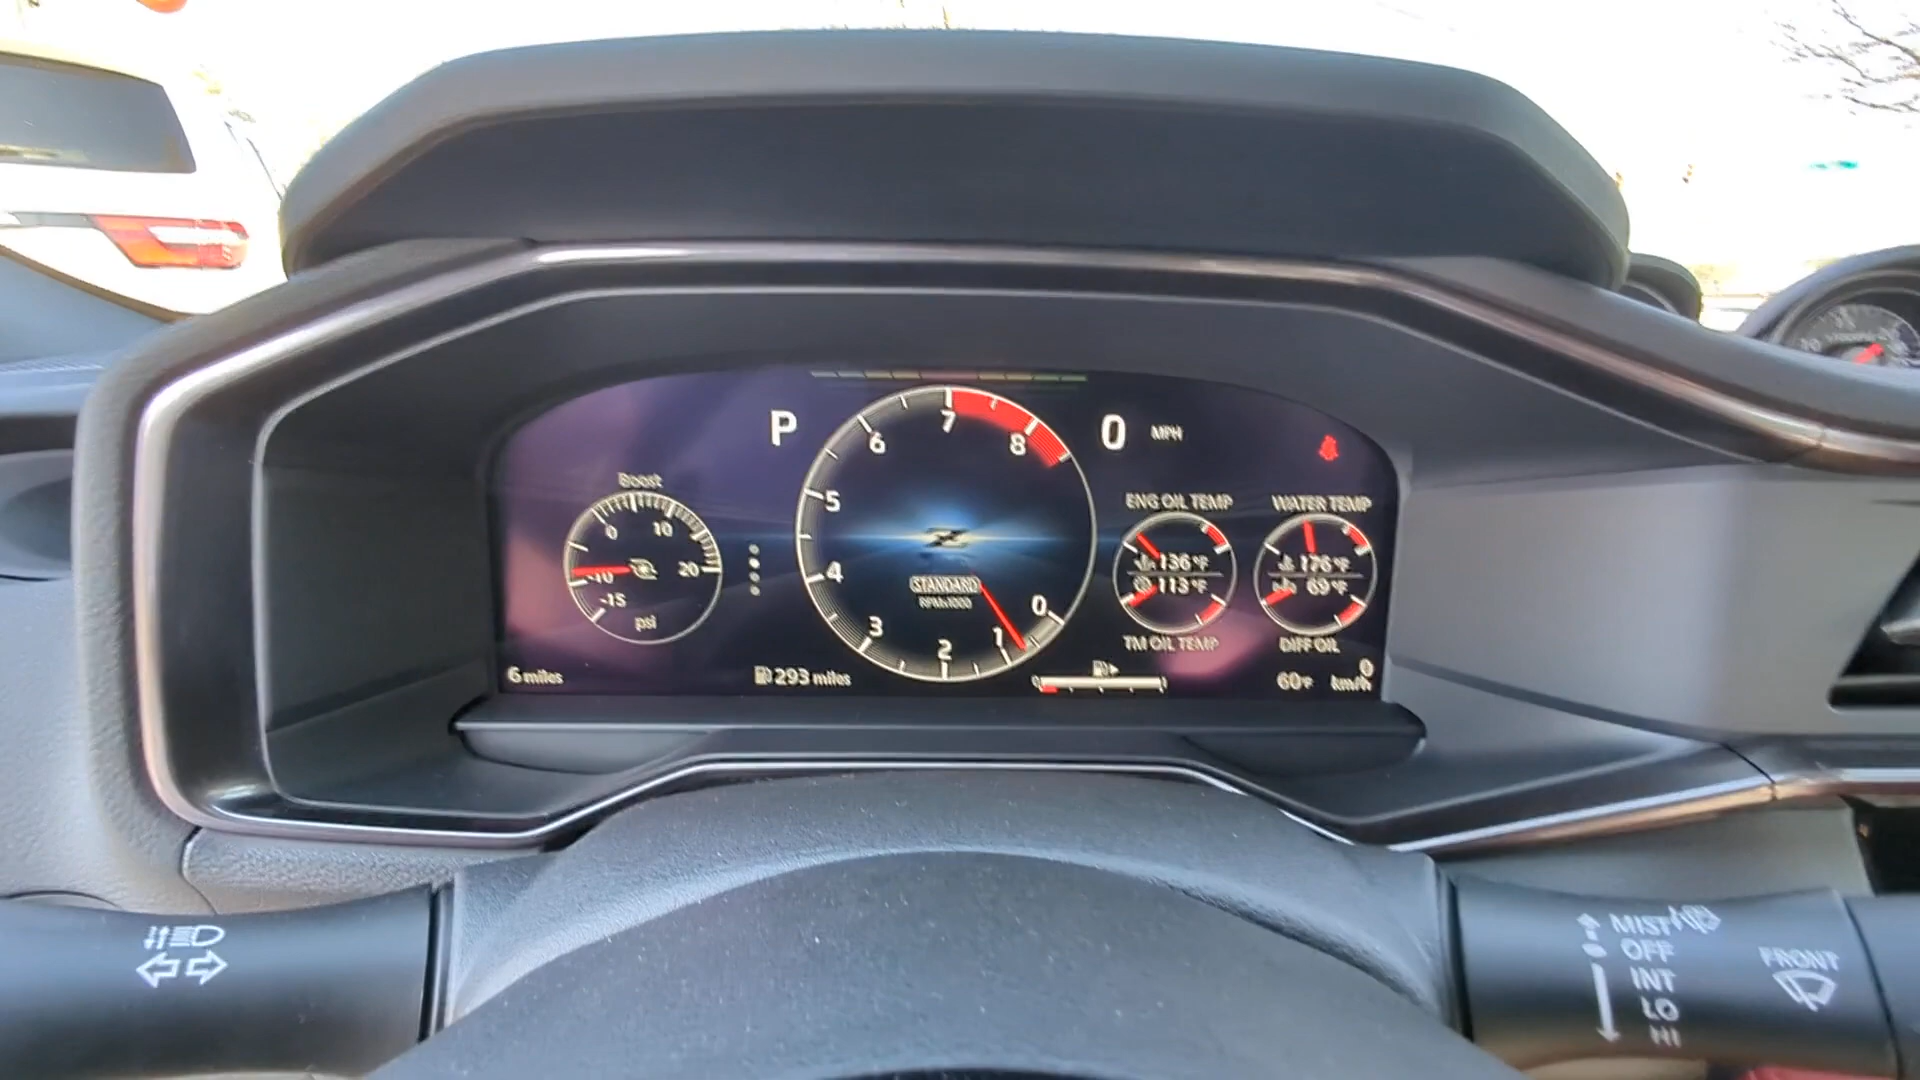 P
0 MPH
7
6
8
5
4
3
2
1
0
Boost
0
10
-10
20
-15
psi
STANDARD
RPMx1000
ENG OIL TEMP
136°F
113°F
TM OIL TEMP
WATER TEMP
176°F
69°F
DIFF OIL
6 miles
293 miles
0
60°F
0
km/h
MIST
OFF
INT
LO
HI
FRONT